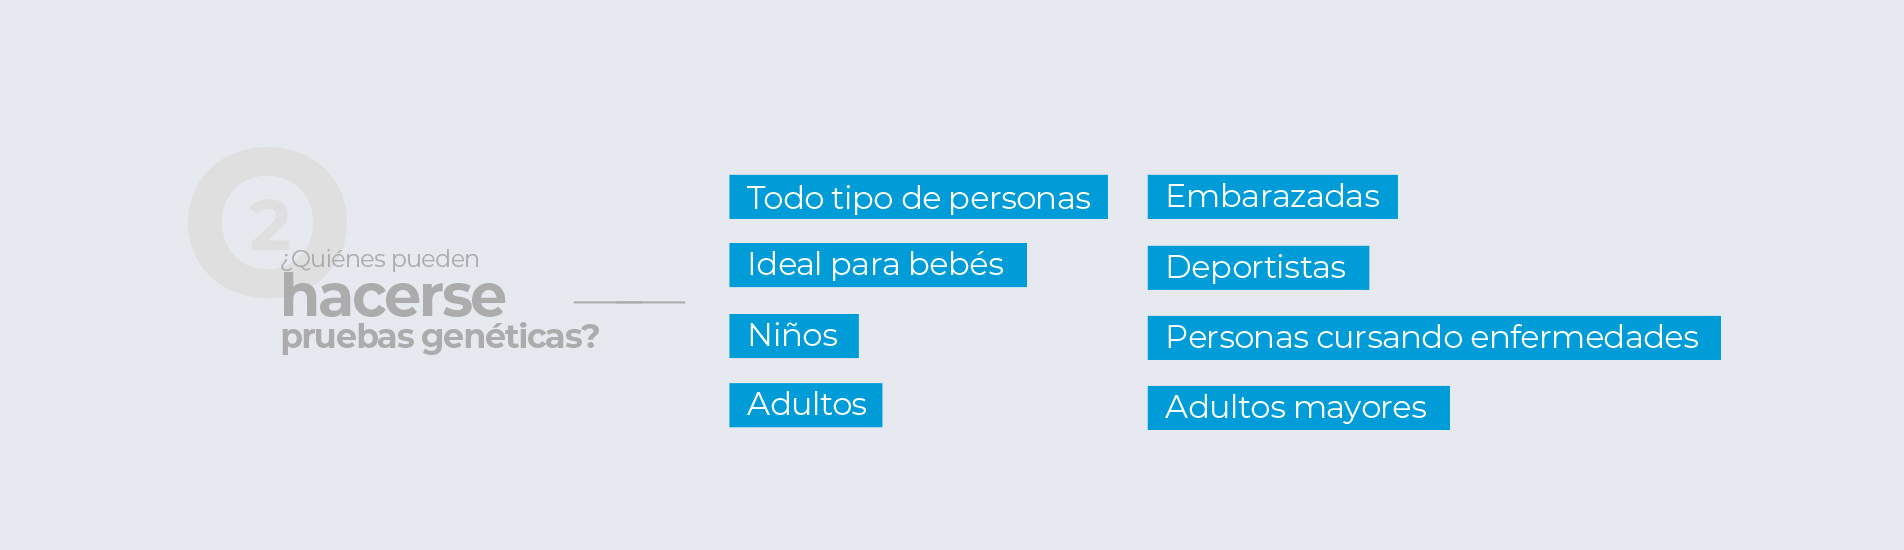 2
¿Quiénes pueden
hacerse
pruebas genéticas?
Todo tipo de personas
Ideal para bebés
Niños
Adultos
Embarazadas
Deportistas
Personas cursando enfermedades
Adultos mayores